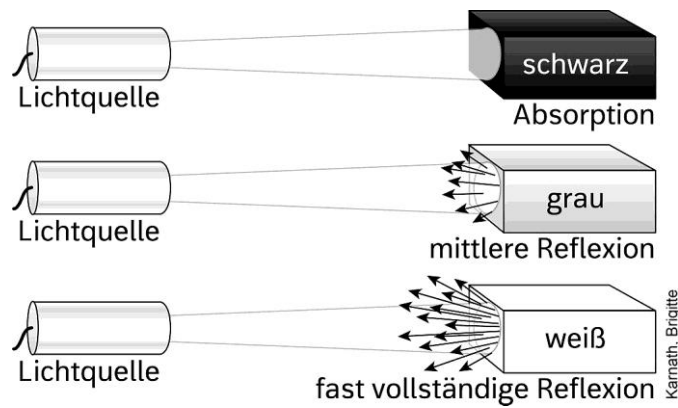 schwarz
Lichtquelle
Absorption
grau
Lichtquelle
mittlere Reflexion
weiß
Lichtquelle
fast vollständige Reflexion
Karnath, Brigitte